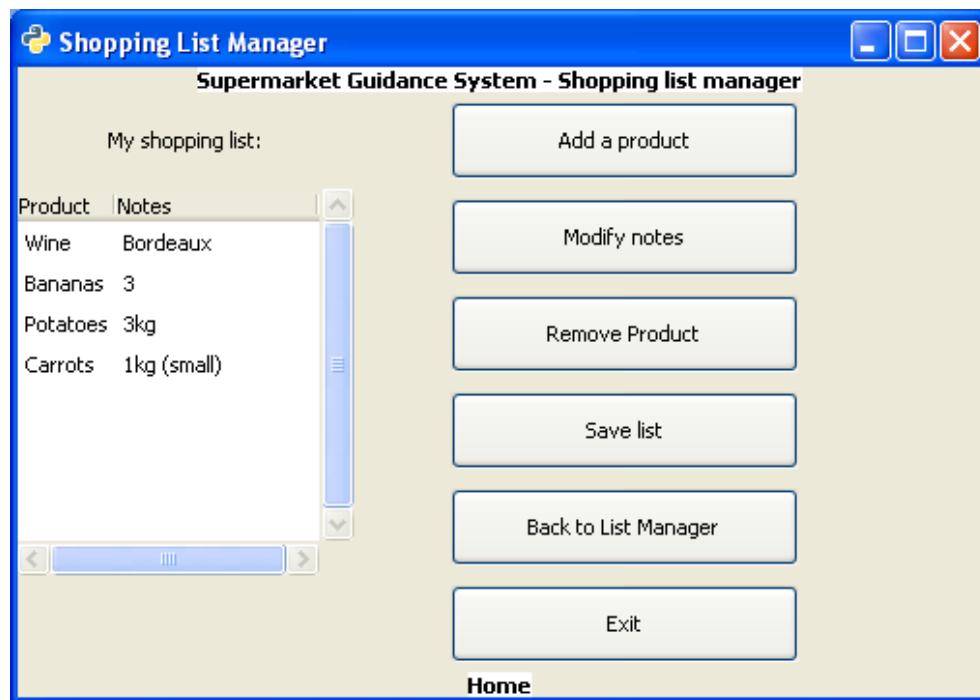 Shopping List Manager
Supermarket Guidance System - Shopping list manager
My shopping list:
Product Notes
Wine Bordeaux
Bananas 3
Potatoes 3kg
Carrots 1kg (small)
Add a product
Modify notes
Remove Product
Save list
Back to List Manager
Exit
Home